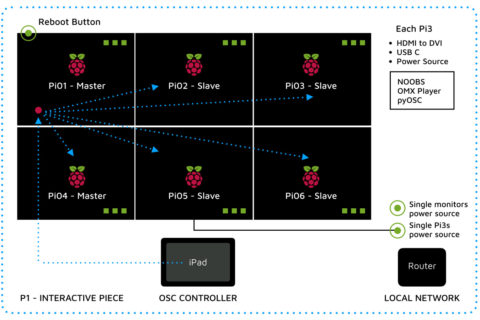 Reboot Button
Each Pi3
HDMI to DVI
USB C
Power Source
NOOBS
OMX Player
pyOSC
Pi01 - Master
Pi02 - Slave
Pi03 - Slave
Pi04 - Master
Pi05 - Slave
Pi06 - Slave
Single monitors
power source
Single Pi3s
power source
iPad
Router
P1 - INTERACTIVE PIECE
OSC CONTROLLER
LOCAL NETWORK